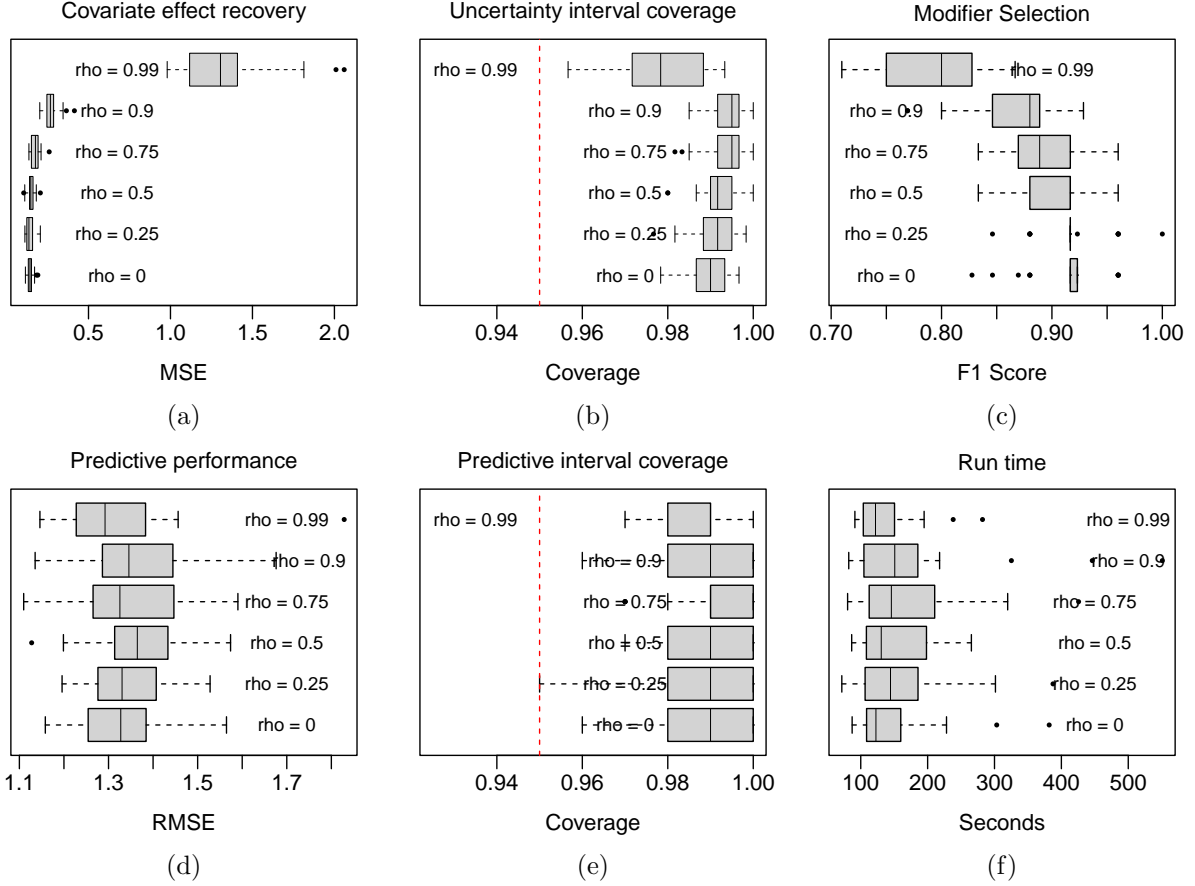 Covariate effect recovery
rho = 0.99
rho = 0.9
rho = 0.75
rho = 0.5
rho = 0.25
rho = 0
0.5 1.0 1.5 2.0
MSE
(a)
Uncertainty interval coverage
rho = 0.99
rho = 0.9
rho = 0.75
rho = 0.5
rho = 0.25
rho = 0
0.94 0.96 0.98 1.00
Coverage
(b)
Modifier Selection
rho = 0.99
rho = 0.9
rho = 0.75
rho = 0.5
rho = 0.25
rho = 0
0.70 0.80 0.90 1.00
F1 Score
(c)
Predictive performance
rho = 0.99
rho = 0.9
rho = 0.75
rho = 0.5
rho = 0.25
rho = 0
1.1 1.3 1.5 1.7
RMSE
(d)
Predictive interval coverage
rho = 0.99
rho = 0.9
rho = 0.75
rho = 0.5
rho = 0.25
rho = 0
0.94 0.96 0.98 1.00
Coverage
(e)
Run time
rho = 0.99
rho = 0.9
rho = 0.75
rho = 0.5
rho = 0.25
rho = 0
100 200 300 400 500
Seconds
(f)